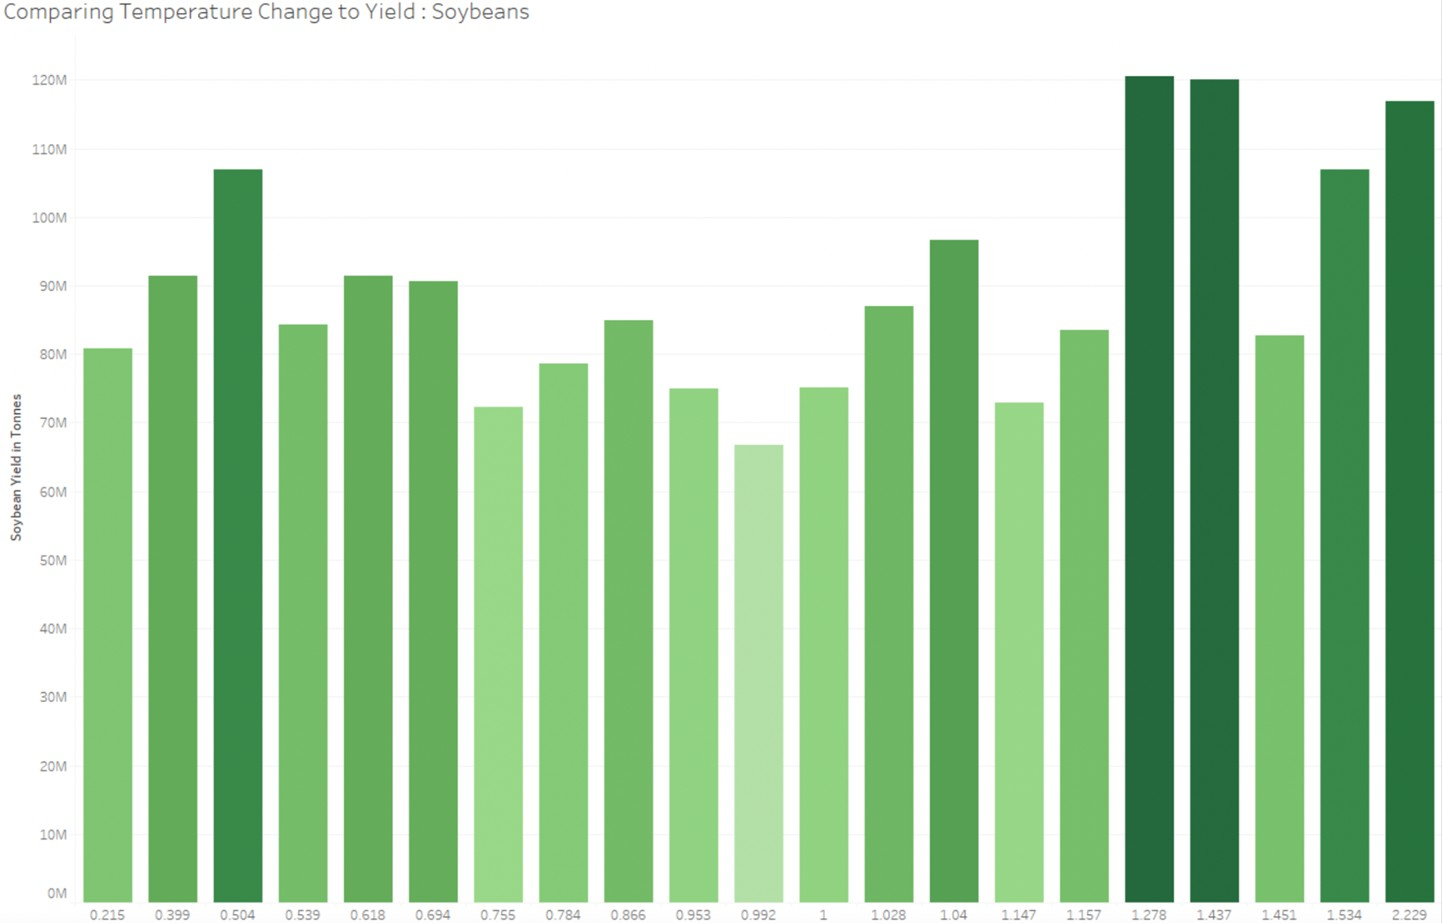 Comparing Temperature Change to Yield : Soybeans
120M
110M
100M
90M
80M
70M
60M
50M
40M
30M
20M
10M
0M
Soybean Yield in Tonnes
0.215 0.399 0.504 0.539 0.618 0.694 0.755 0.784 0.866 0.953 0.992 1 1.028 1.04 1.147 1.157 1.278 1.437 1.451 1.534 2.229